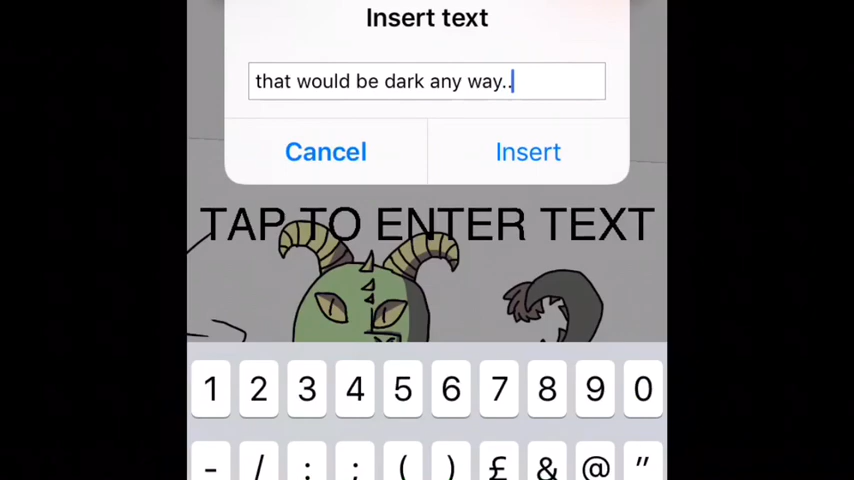 Insert text
that would be dark any way..
Cancel Insert
TAP TO ENTER TEXT
1 2 3 4 5 6 7 8 9 0
- / : ; ( ) £ & @ "